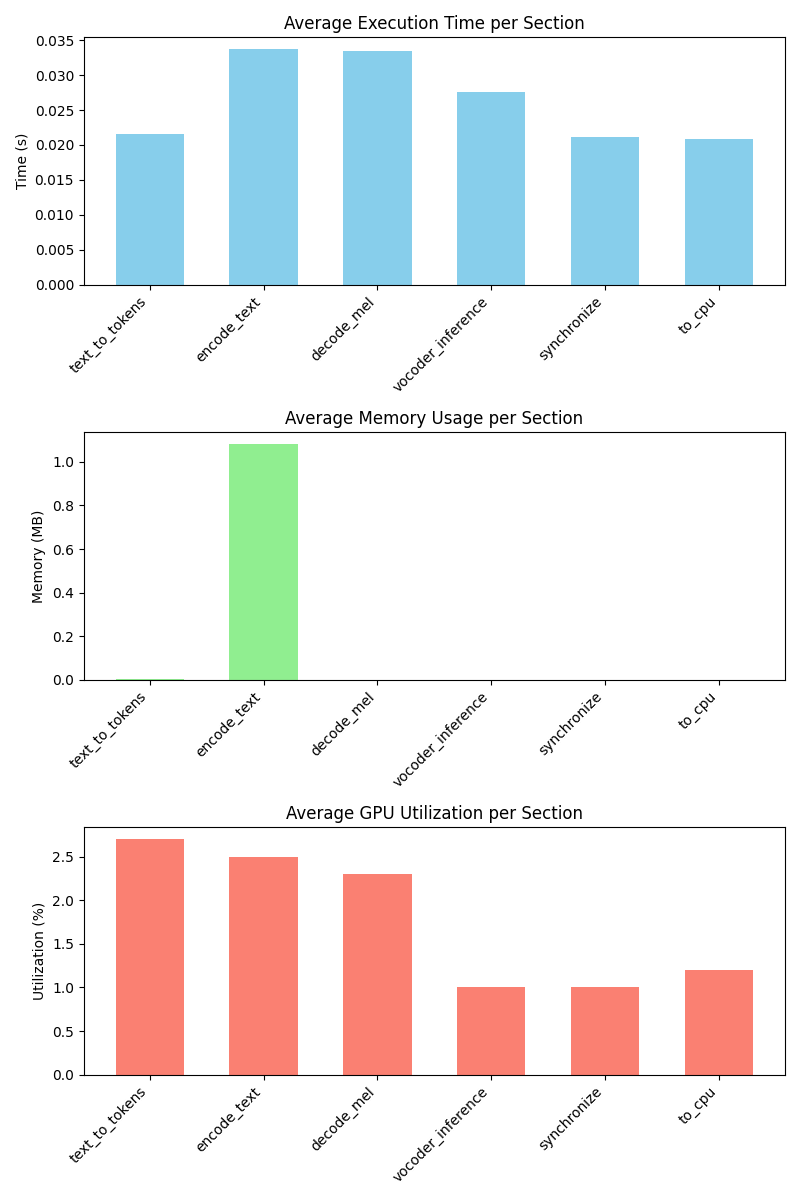 Average Execution Time per Section
Time (s)
0.035
0.030
0.025
0.020
0.015
0.010
0.005
0.000
text_to_tokens
encode_text
decode_mel
vocoder_inference
synchronize
to_cpu
Average Memory Usage per Section
Memory (MB)
1.0
0.8
0.6
0.4
0.2
0.0
text_to_tokens
encode_text
decode_mel
vocoder_inference
synchronize
to_cpu
Average GPU Utilization per Section
Utilization (%)
2.5
2.0
1.5
1.0
0.5
0.0
text_to_tokens
encode_text
decode_mel
vocoder_inference
synchronize
to_cpu